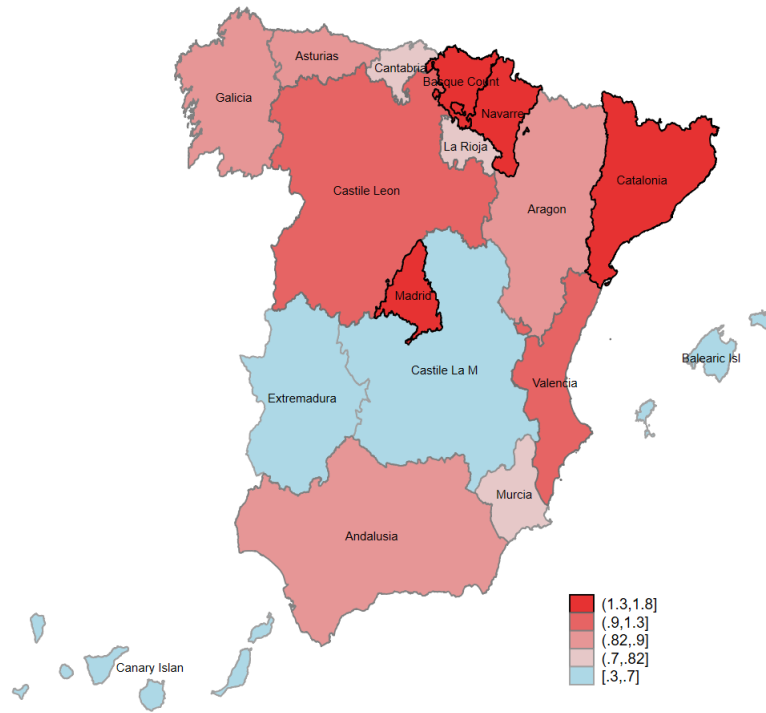 Asturias
Cantabria
Basque Count
Galicia
Navarre
La Rioja
Catalonia
Castile Leon
Aragon
Madrid
Balearic Isl
Castile La M
Valencia
Extremadura
Murcia
Andalusia
Canary Islan
(1.3,1.8]
(.9,1.3]
(.82,.9]
(.7,.82]
[.3,.7]